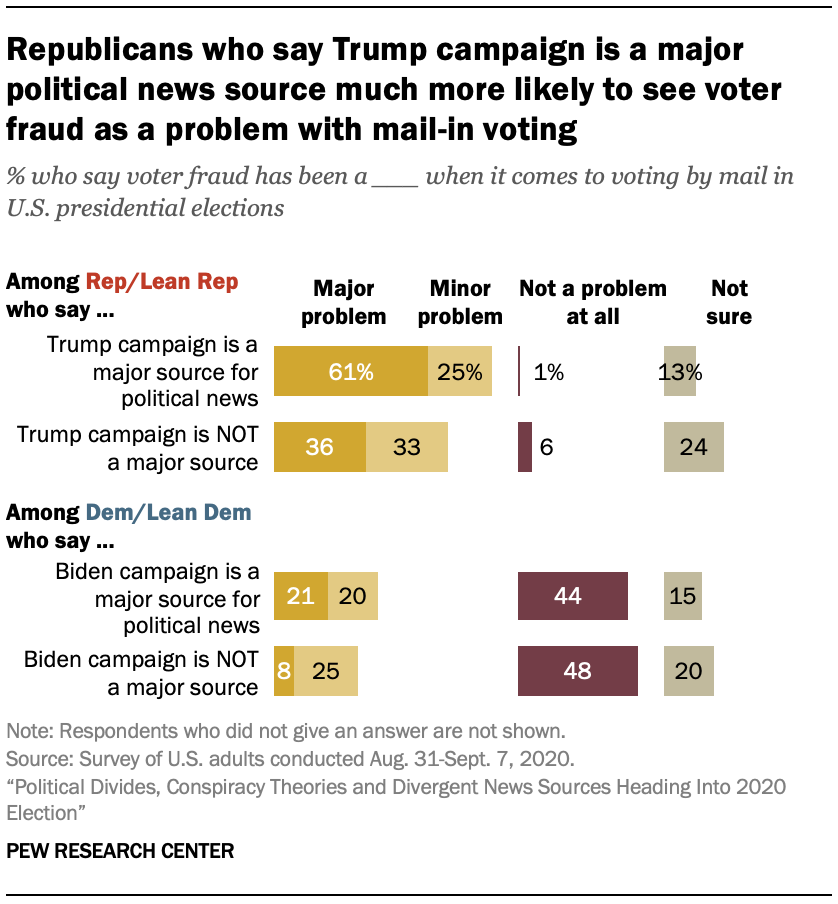 Republicans who say Trump campaign is a major
political news source much more likely to see voter
fraud as a problem with mail-in voting
% who say voter fraud has been a ___ when it comes to voting by mail in
U.S. presidential elections
Among Rep/Lean Rep
who say ...
Major
problem
Minor
problem
Not a problem
at all
Not
sure
Trump campaign is a
major source for
political news
61%
25%
1%
13%
Trump campaign is NOT
a major source
36
33
6
24
Among Dem/Lean Dem
who say ...
Biden campaign is a
major source for
political news
21
20
44
15
Biden campaign is NOT
a major source
8
25
48
20
Note: Respondents who did not give an answer are not shown.
Source: Survey of U.S. adults conducted Aug. 31-Sept. 7, 2020.
“Political Divides, Conspiracy Theories and Divergent News Sources Heading Into 2020
Election”
PEW RESEARCH CENTER